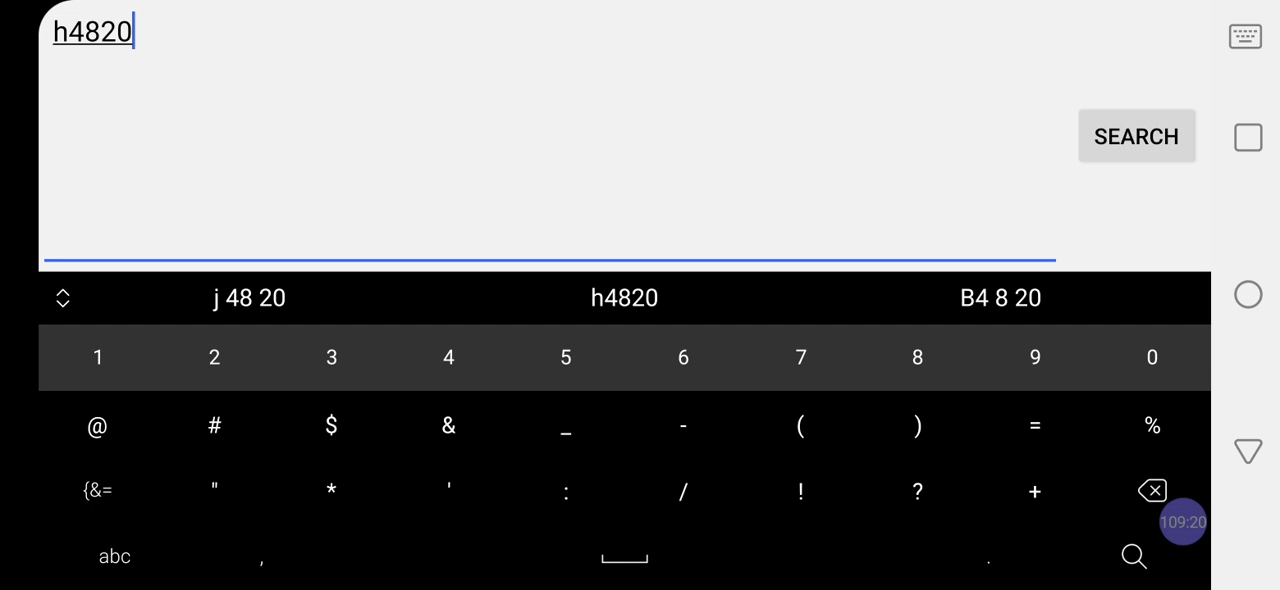 h4820
SEARCH
j 48 20 h4820 B4 8 20
1 2 3 4 5 6 7 8 9 0
@ # $ & _ - ( ) = %
{&= " * ' : / ! ? +
109:20
abc , .